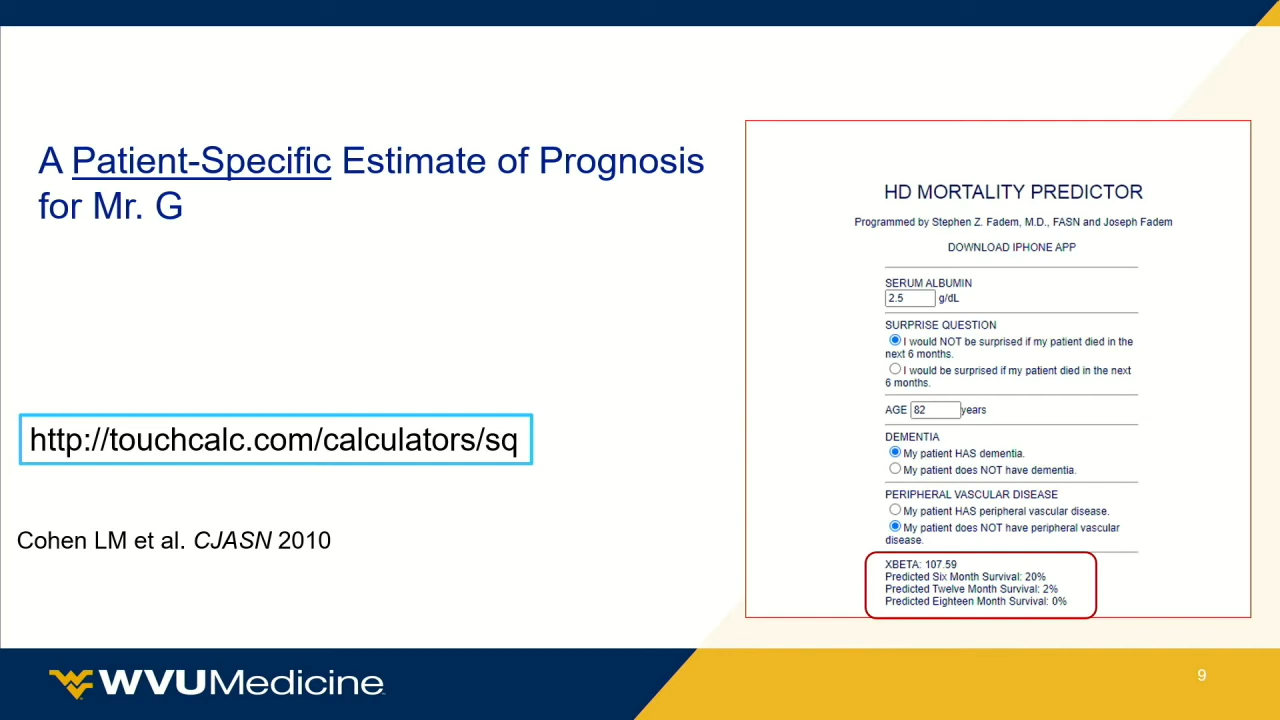 A Patient-Specific Estimate of Prognosis
for Mr. G
http://touchcalc.com/calculators/sq
Cohen LM et al. CJASN 2010
HD MORTALITY PREDICTOR
Programmed by Stephen Z. Fadem, M.D., FASN and Joseph Fadem
DOWNLOAD IPHONE APP
SERUM ALBUMIN
2.5 g/dL
SURPRISE QUESTION
I would NOT be surprised if my patient died in the
next 6 months.
I would be surprised if my patient died in the next
6 months.
AGE 82 years
DEMENTIA
My patient HAS dementia.
My patient does NOT have dementia.
PERIPHERAL VASCULAR DISEASE
My patient HAS peripheral vascular disease.
My patient does NOT have peripheral vascular
disease.
XBETA: 107.59
Predicted Six Month Survival: 20%
Predicted Twelve Month Survival: 2%
Predicted Eighteen Month Survival: 0%
WVUMedicine
9